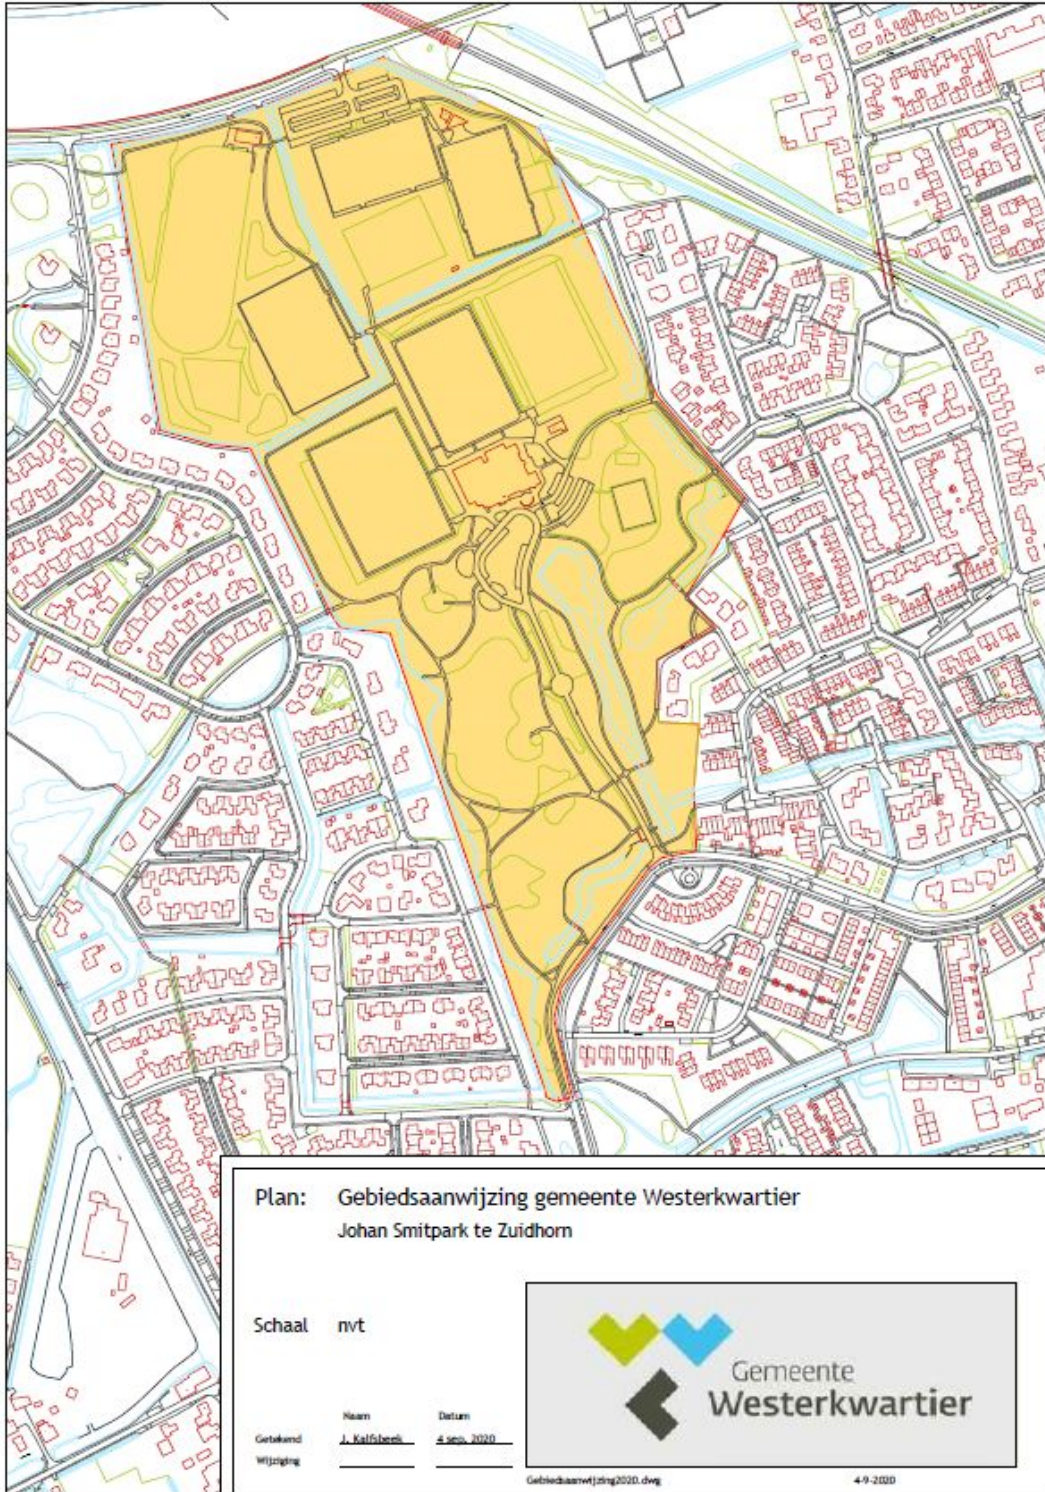 Plan: Gebiedsaanwijzing gemeente Westerkwartier
Johan Smitpark te Zuidhorn
Schaal nvt
Gemeente
Westerkwartier
Naam Datum
Getekend J. Kalfsbeek 4 sep. 2020
Wijziging
Gebiedsaanwijzing2020.dwg 4-9-2020